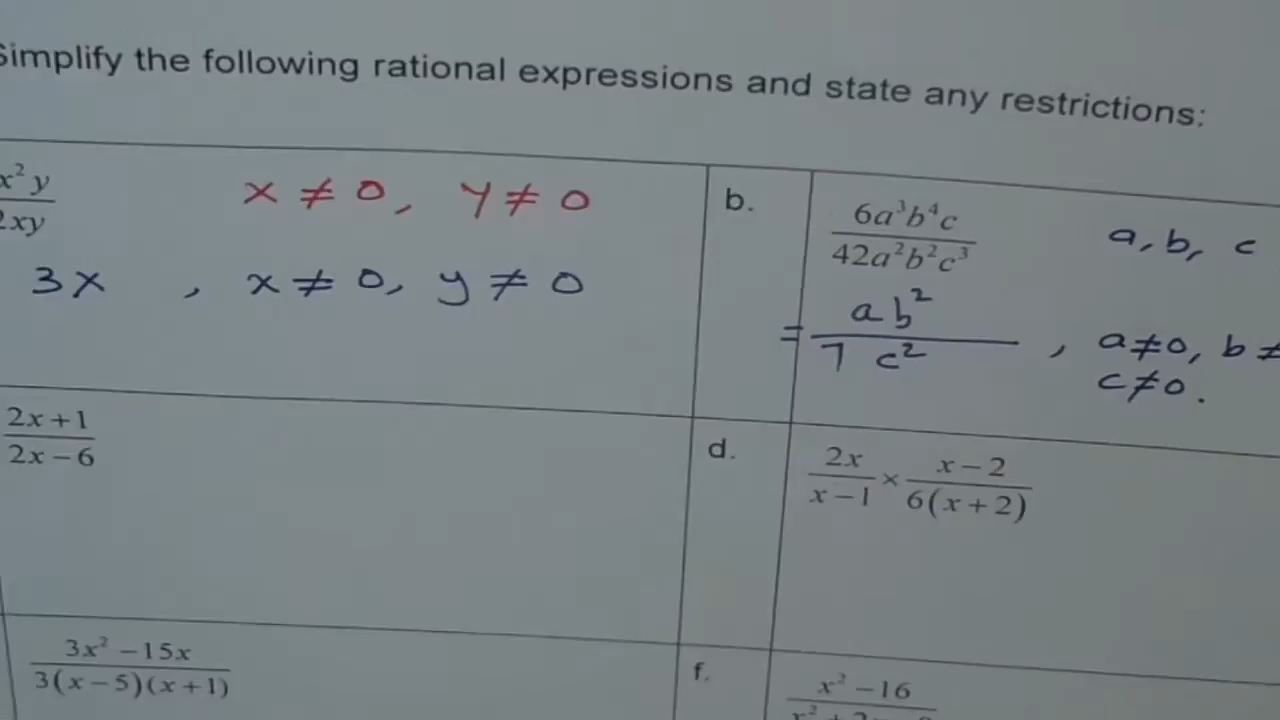 Simplify the following rational expressions and state any restrictions:
x²y / 2xy
x ≠ 0, y ≠ 0
3x , x ≠ 0, y ≠ 0
b.
6a³b⁴c / 42a²b²c³
a, b, c
= ab² / 7c² , a≠0, b≠
c≠0.
2x+1 / 2x−6
d.
2x / x−1 × x−2 / 6(x+2)
3x²−15x / 3(x−5)(x+1)
f.
x²−16